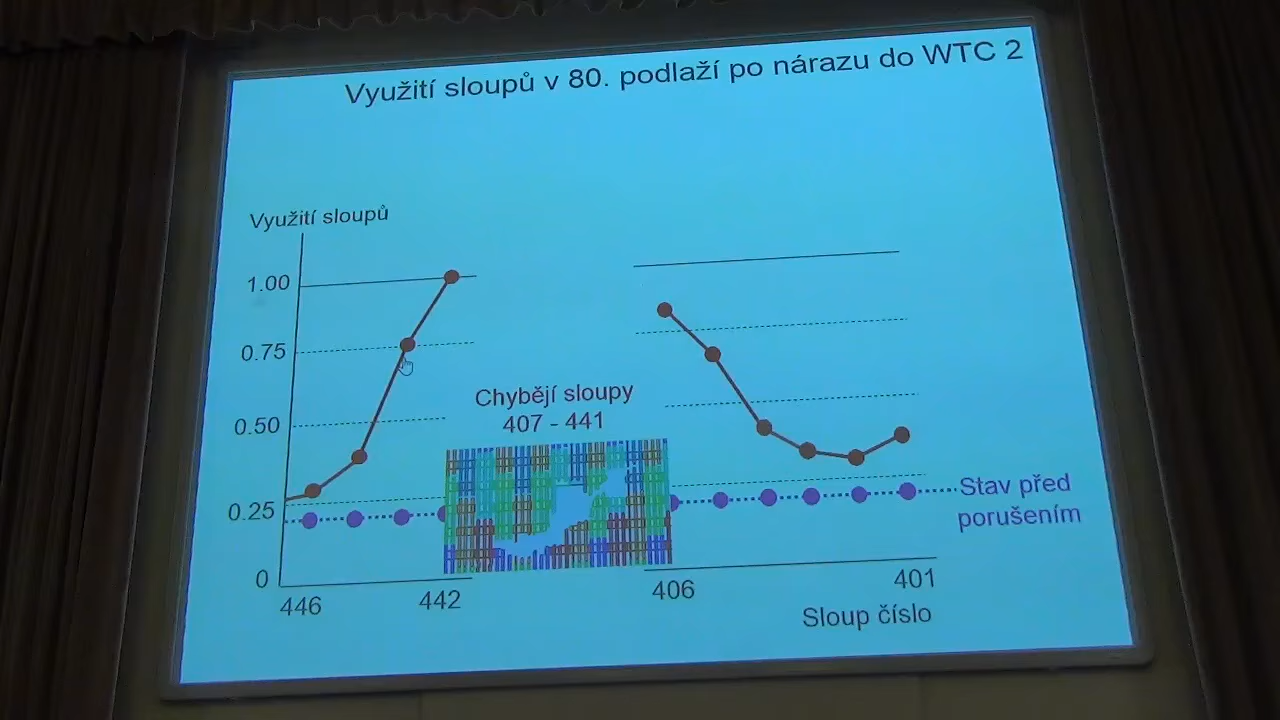 Využití sloupů v 80. podlaží po nárazu do WTC 2
Využití sloupů
1.00
0.75
0.50
0.25
0
Chybějí sloupy
407 - 441
Stav před
porušením
446
442
406
401
Sloup číslo